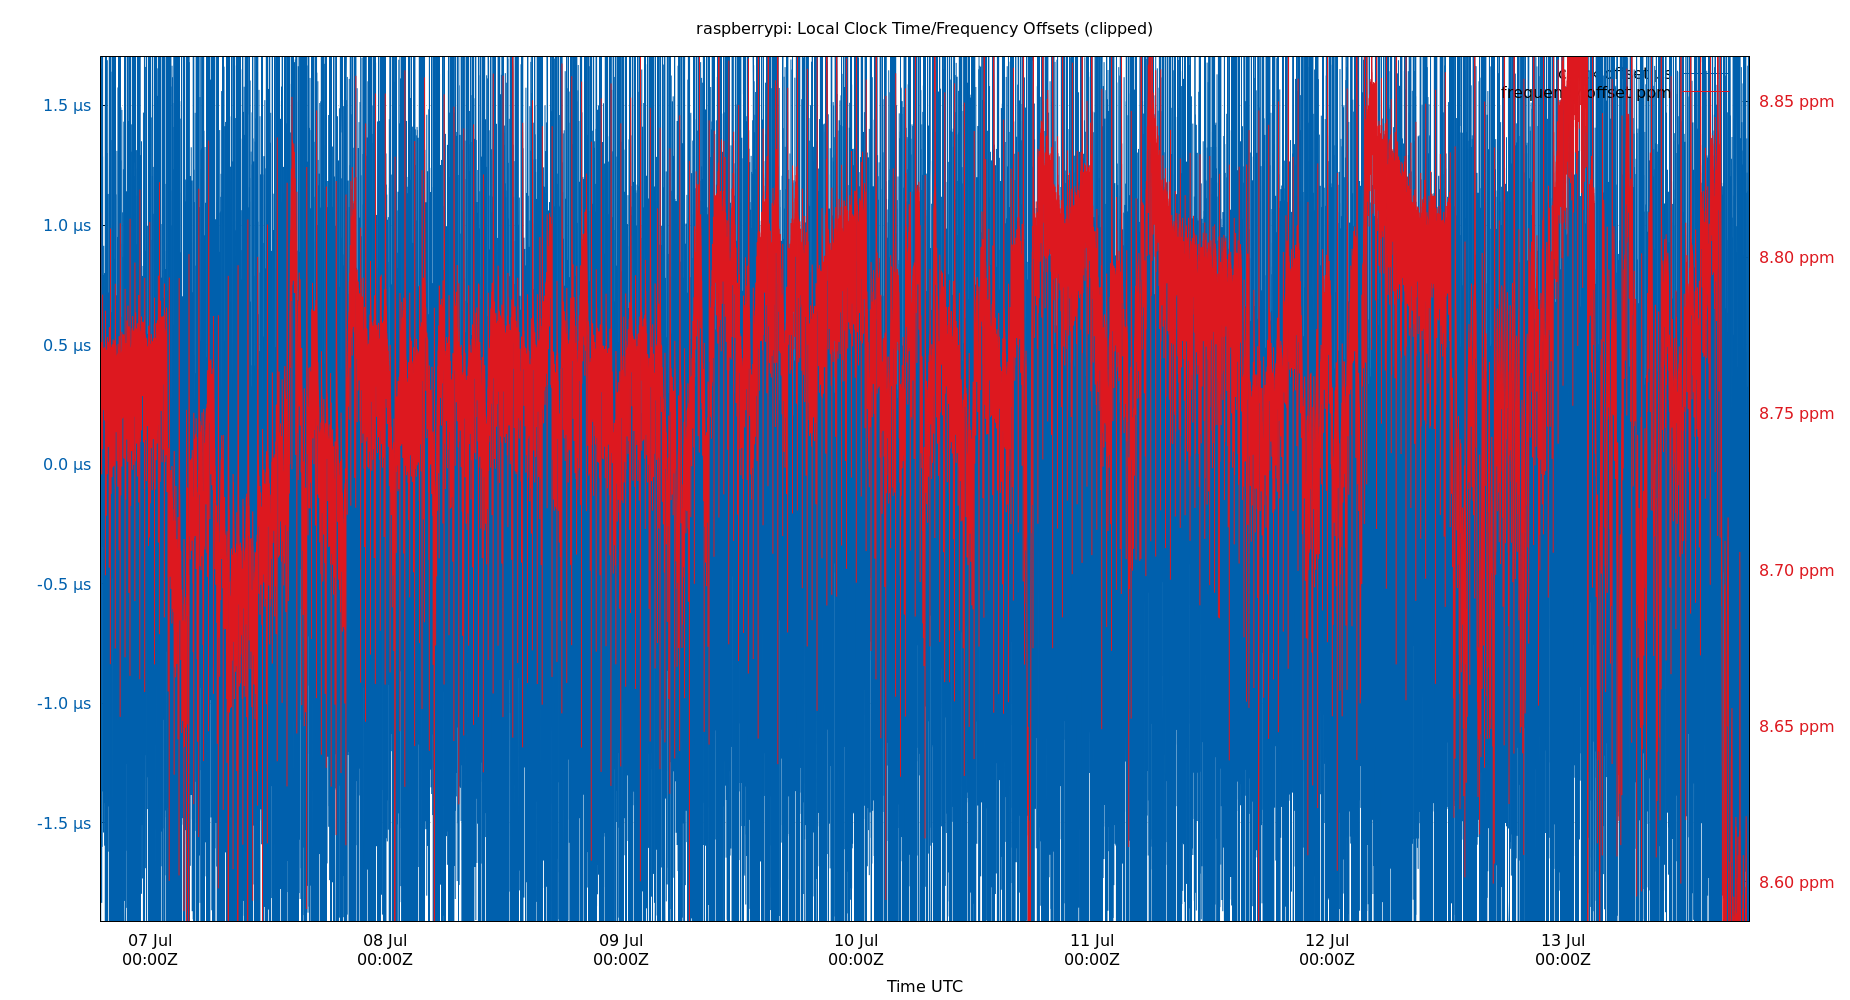 raspberrypi: Local Clock Time/Frequency Offsets (clipped)
offset µs
offset ppm
1.5 µs
1.0 µs
0.5 µs
0.0 µs
-0.5 µs
-1.0 µs
-1.5 µs
8.85 ppm
8.80 ppm
8.75 ppm
8.70 ppm
8.65 ppm
8.60 ppm
07 Jul 08 Jul 09 Jul 10 Jul 11 Jul 12 Jul 13 Jul
00:00Z 00:00Z 00:00Z 00:00Z 00:00Z 00:00Z 00:00Z
Time UTC